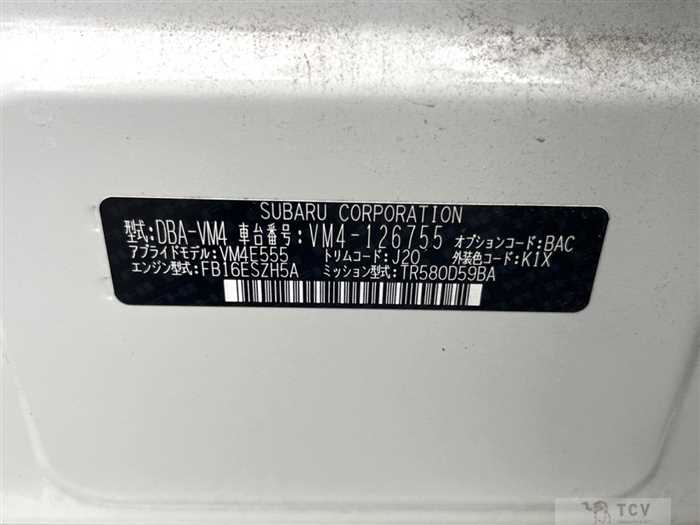 SUBARU CORPORATION
型式:DBA-VM4 車台番号:VM4-126755 オプションコード:BAC
アプライドモデル:VM4E555 トリムコード:J20 外装色コード:K1X
エンジン型式:FB16ESZH5A ミッション型式:TR580D59BA
TCV